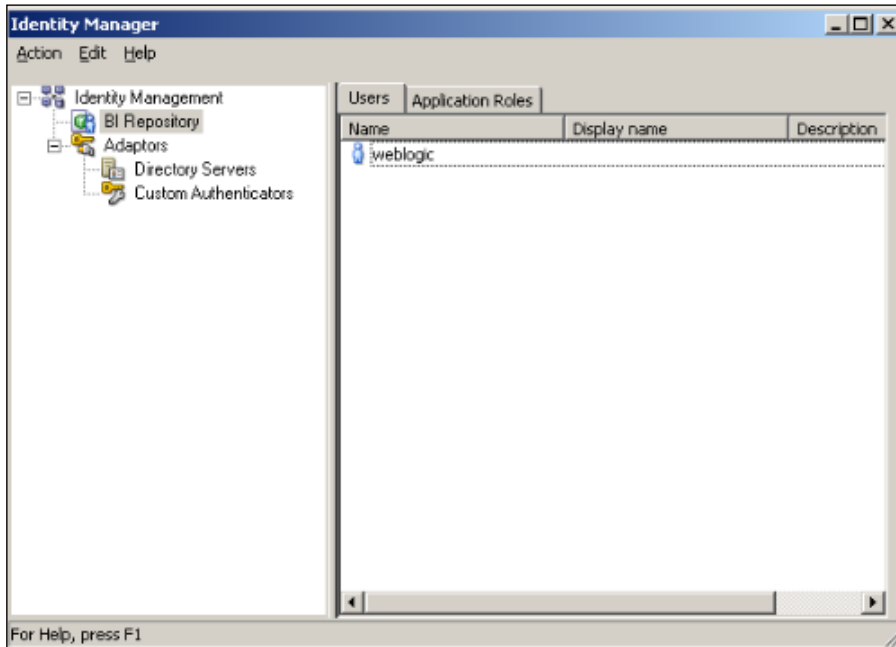 Identity Manager
Action Edit Help
Identity Management
BI Repository
Adaptors
Directory Servers
Custom Authenticators
Users Application Roles
Name Display name Description
weblogic
For Help, press F1